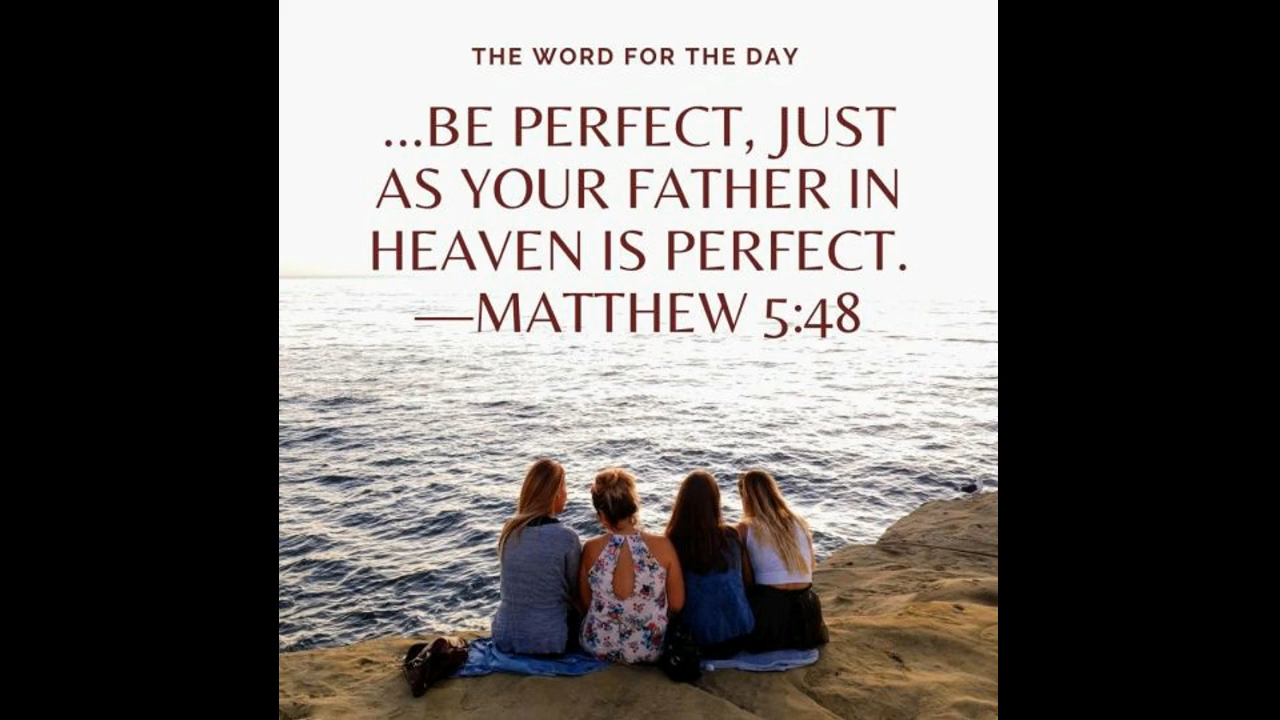 THE WORD FOR THE DAY
...BE PERFECT, JUST
AS YOUR FATHER IN
HEAVEN IS PERFECT.
—MATTHEW 5:48